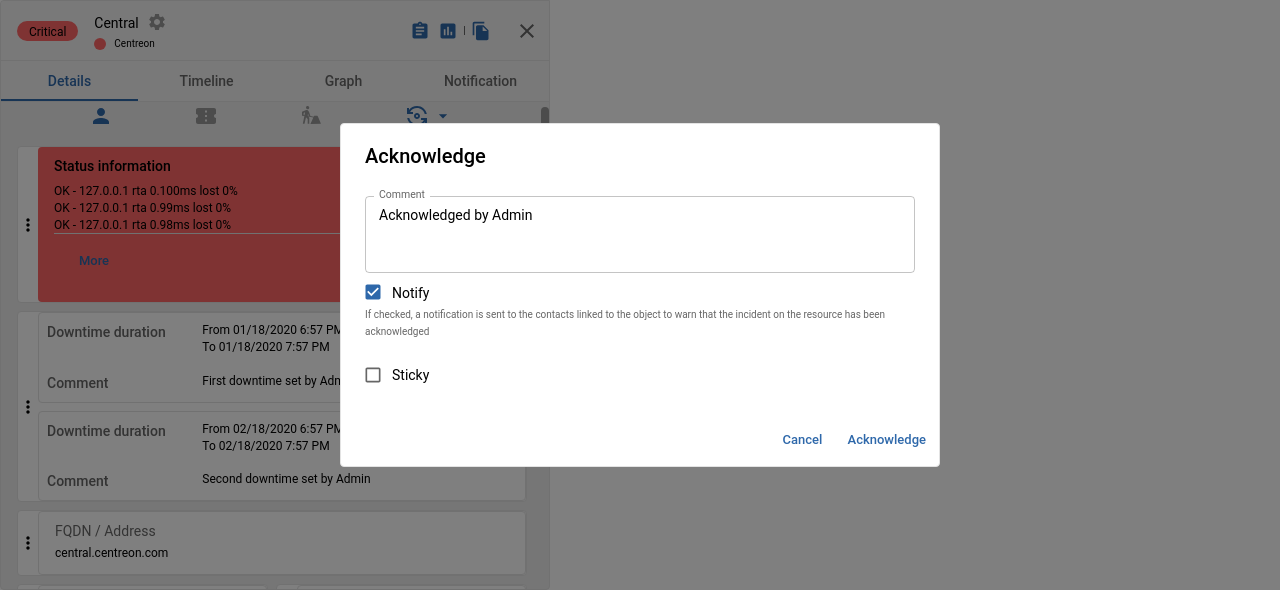 Critical
Central
Centreon
Details
Timeline
Graph
Notification
Status information
OK - 127.0.0.1 rta 0.100ms lost 0%
OK - 127.0.0.1 rta 0.99ms lost 0%
OK - 127.0.0.1 rta 0.98ms lost 0%
More
Downtime duration
From 01/18/2020 6:57 PM
To 01/18/2020 7:57 PM
Comment
First downtime set by
Downtime duration
From 02/18/2020 6:57 PM
To 02/18/2020 7:57 PM
Comment
Second downtime set by Admin
FQDN / Address
central.centreon.com
Acknowledge
Comment
Acknowledged by Admin
Notify
If checked, a notification is sent to the contacts linked to the object to warn that the incident on the resource has been
acknowledged
Sticky
Cancel
Acknowledge